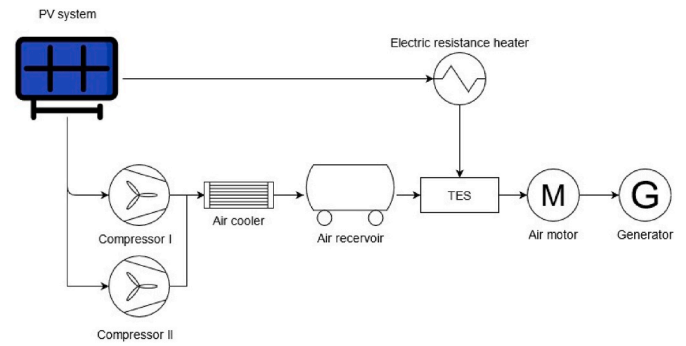 PV system
Electric resistance heater
Compressor I
Air cooler
Air recervoir
TES
M
Air motor
G
Generator
Compressor II